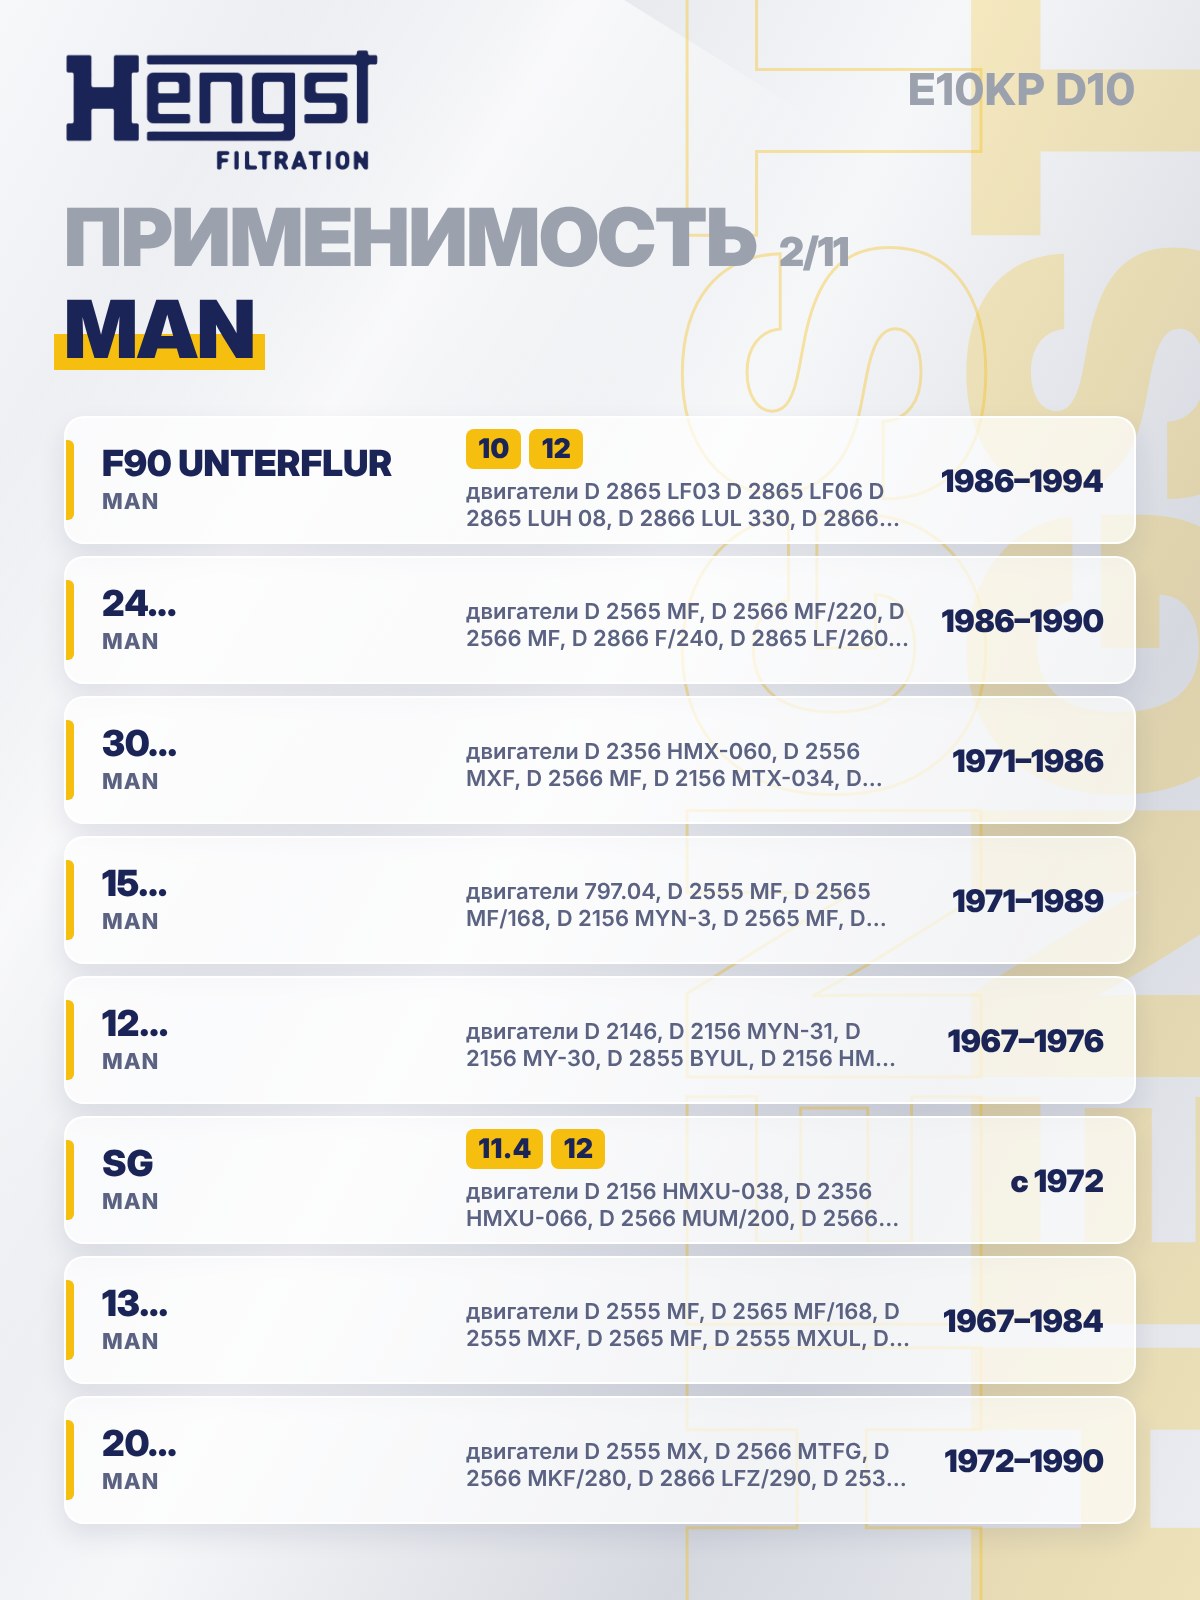 Hengst
FILTRATION
E10KP D10
ПРИМЕНИМОСТЬ 2/11
MAN
F90 UNTERFLUR
MAN
10 12
двигатели D 2865 LF03 D 2865 LF06 D
2865 LUH 08, D 2866 LUL 330, D 2866...
1986–1994
24...
MAN
двигатели D 2565 MF, D 2566 MF/220, D
2566 MF, D 2866 F/240, D 2865 LF/260...
1986–1990
30...
MAN
двигатели D 2356 HMX-060, D 2556
MXF, D 2566 MF, D 2156 MTX-034, D...
1971–1986
15...
MAN
двигатели 797.04, D 2555 MF, D 2565
MF/168, D 2156 MYN-3, D 2565 MF, D...
1971–1989
12...
MAN
двигатели D 2146, D 2156 MYN-31, D
2156 MY-30, D 2855 BYUL, D 2156 HM...
1967–1976
SG
MAN
11.4 12
двигатели D 2156 HMXU-038, D 2356
HMXU-066, D 2566 MUM/200, D 2566...
с 1972
13...
MAN
двигатели D 2555 MF, D 2565 MF/168, D
2555 MXF, D 2565 MF, D 2555 MXUL, D...
1967–1984
20...
MAN
двигатели D 2555 MX, D 2566 MTFG, D
2566 MKF/280, D 2866 LFZ/290, D 253...
1972–1990
HENGST
HENGST